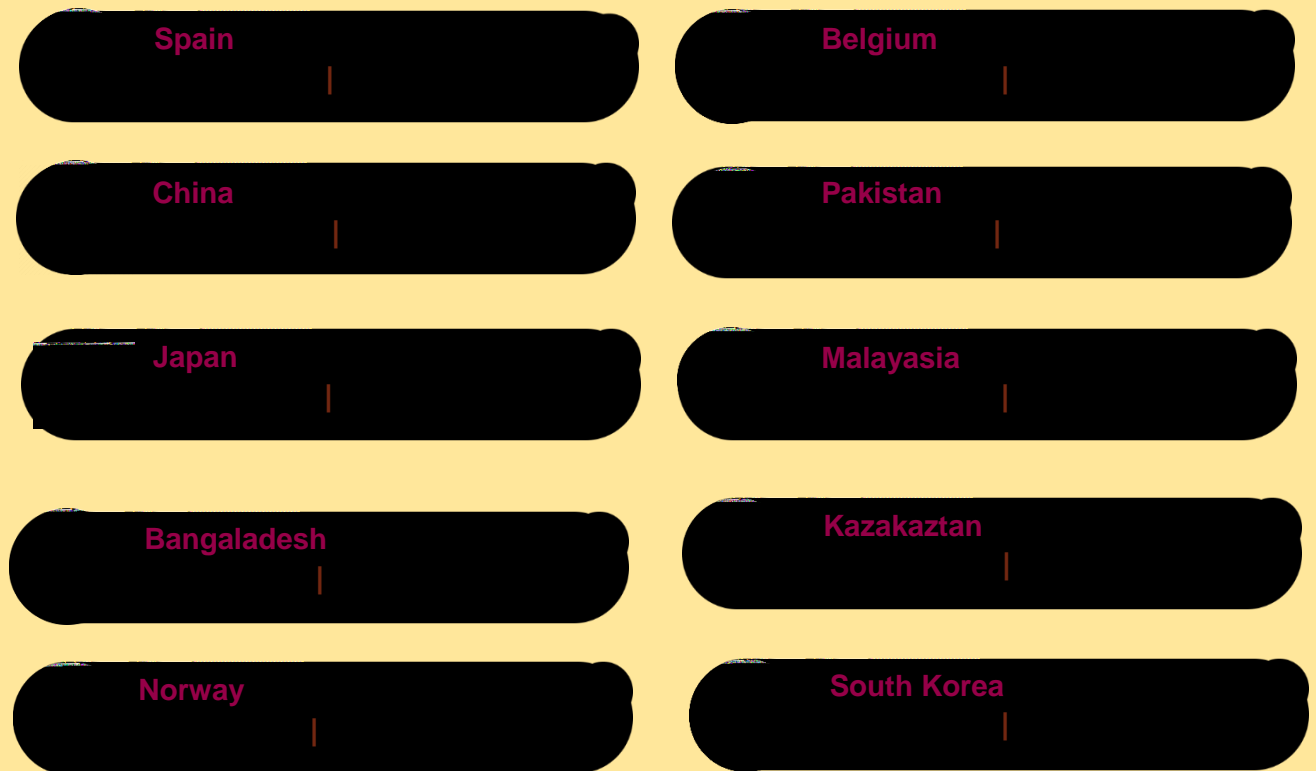 Spain
|
Belgium
|
China
|
Pakistan
|
Japan
|
Malayasia
|
Bangaladesh
|
Kazakaztan
|
Norway
|
South Korea
|